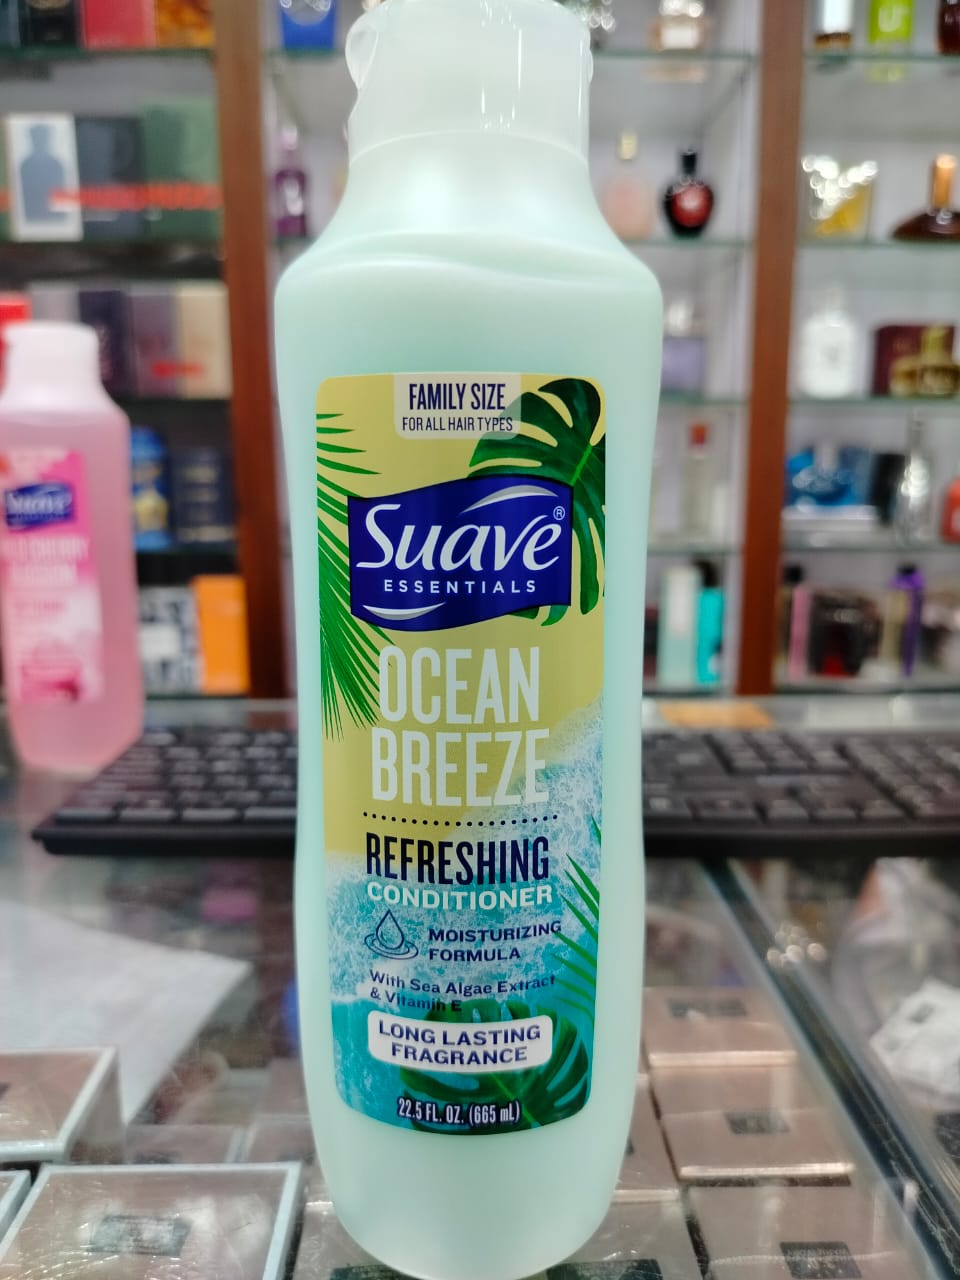 FAMILY SIZE
FOR ALL HAIR TYPES
Suave®
ESSENTIALS
OCEAN
BREEZE
REFRESHING
CONDITIONER
MOISTURIZING
FORMULA
With Sea Algae Extract
& Vitamin E
LONG LASTING
FRAGRANCE
22.5 FL. OZ. (665 mL)
Suave